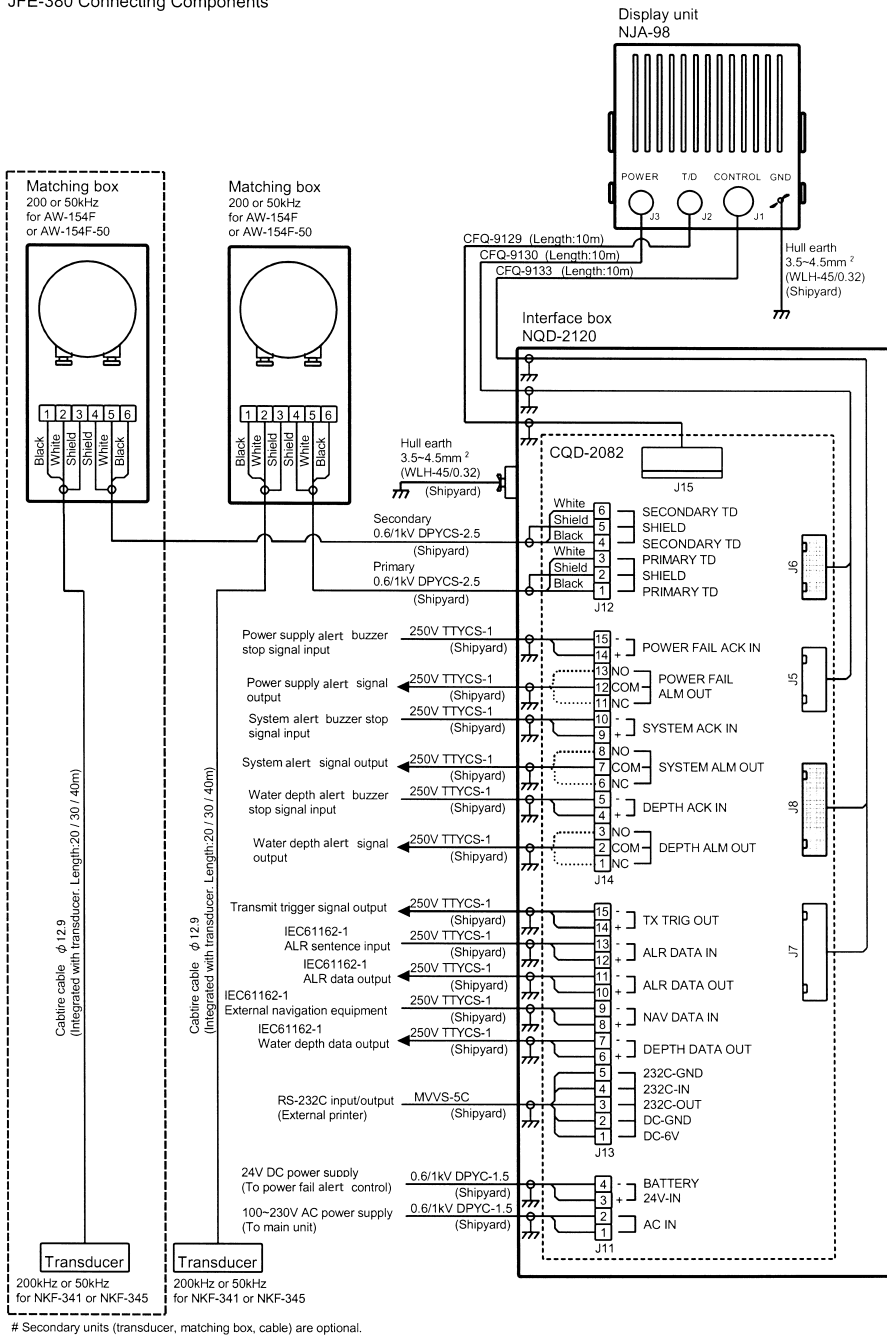 JFE-380 Connecting Components
Display unit
NJA-98
POWER T/D CONTROL GND
J3 J2 J1
Matching box
200 or 50kHz
for AW-154F
or AW-154F-50
1 2 3 4 5 6
Black White Shield Shield White Black
Matching box
200 or 50kHz
for AW-154F
or AW-154F-50
1 2 3 4 5 6
Black White Shield Shield White Black
CFQ-9129 (Length:10m)
CFQ-9130 (Length:10m)
CFQ-9133 (Length:10m)
Hull earth
3.5~4.5mm 2
(WLH-45/0.32)
(Shipyard)
Interface box
NQD-2120
Hull earth
3.5~4.5mm 2
(WLH-45/0.32)
(Shipyard)
CQD-2082
J15
Secondary
0.6/1kV DPYCS-2.5
(Shipyard)
Primary
0.6/1kV DPYCS-2.5
(Shipyard)
White 6 SECONDARY TD
Shield 5 SHIELD
Black 4 SECONDARY TD
White 3 PRIMARY TD
Shield 2 SHIELD
Black 1 PRIMARY TD
J12
J6
J5
J8
J7
Power supply alert buzzer
stop signal input
250V TTYCS-1
(Shipyard)
15 -
14 +
POWER FAIL ACK IN
Power supply alert signal
output
250V TTYCS-1
(Shipyard)
13 NO
12 COM
11 NC
POWER FAIL
ALM OUT
System alert buzzer stop
signal input
250V TTYCS-1
(Shipyard)
10 -
9 +
SYSTEM ACK IN
System alert signal output
250V TTYCS-1
(Shipyard)
8 NO
7 COM
6 NC
SYSTEM ALM OUT
Water depth alert buzzer
stop signal input
250V TTYCS-1
(Shipyard)
5 -
4 +
DEPTH ACK IN
Water depth alert signal
output
250V TTYCS-1
(Shipyard)
3 NO
2 COM
1 NC
DEPTH ALM OUT
J14
Transmit trigger signal output
250V TTYCS-1
(Shipyard)
15 -
14 +
TX TRIG OUT
IEC61162-1
ALR sentence input
250V TTYCS-1
(Shipyard)
13 -
12 +
ALR DATA IN
IEC61162-1
ALR data output
250V TTYCS-1
(Shipyard)
11 -
10 +
ALR DATA OUT
IEC61162-1
External navigation equipment
250V TTYCS-1
(Shipyard)
9 -
8 +
NAV DATA IN
IEC61162-1
Water depth data output
250V TTYCS-1
(Shipyard)
7 -
6 +
DEPTH DATA OUT
RS-232C input/output
(External printer)
MVVS-5C
(Shipyard)
5 232C-GND
4 232C-IN
3 232C-OUT
2 DC-GND
1 DC-6V
J13
24V DC power supply
(To power fail alert control)
0.6/1kV DPYC-1.5
(Shipyard)
4 - BATTERY
3 + 24V-IN
100~230V AC power supply
(To main unit)
0.6/1kV DPYC-1.5
(Shipyard)
2
1
AC IN
J11
Cabtire cable ϕ 12.9
(Integrated with transducer. Length:20 / 30 / 40m)
Cabtire cable ϕ 12.9
(Integrated with transducer. Length:20 / 30 / 40m)
Transducer
200kHz or 50kHz
for NKF-341 or NKF-345
Transducer
200kHz or 50kHz
for NKF-341 or NKF-345
# Secondary units (transducer, matching box, cable) are optional.